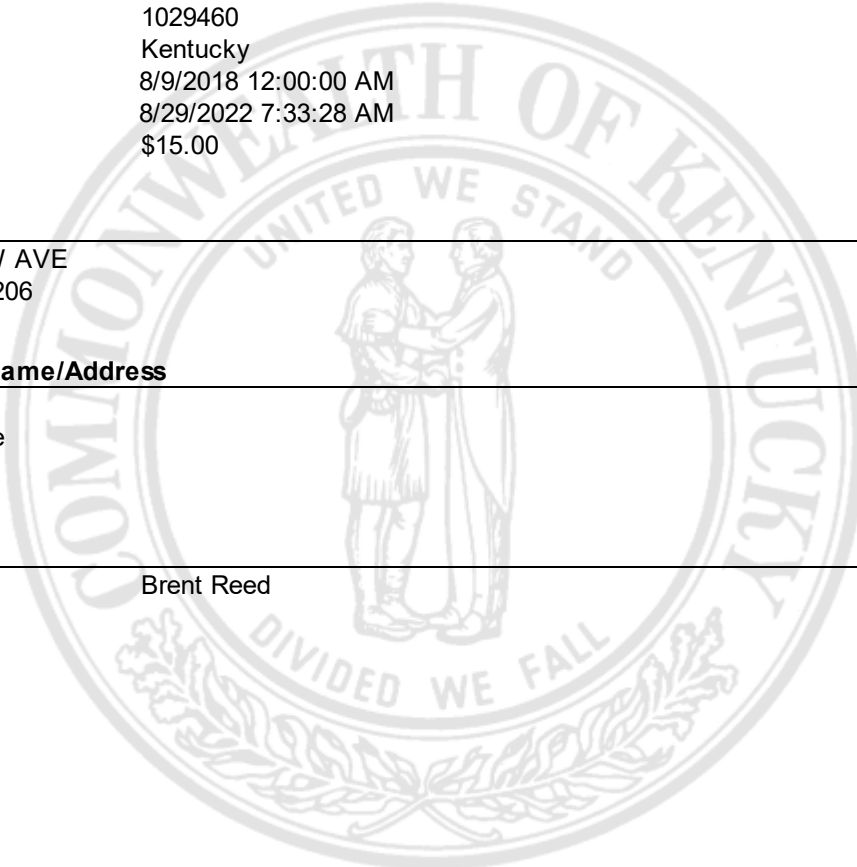 1029460
Kentucky
8/9/2018 12:00:00 AM
8/29/2022 7:33:28 AM
$15.00
AVE
206
ame/Address
e
Brent Reed
COMMONWEALTH OF KENTUCKY
UNITED WE STAND
DIVIDED WE FALL